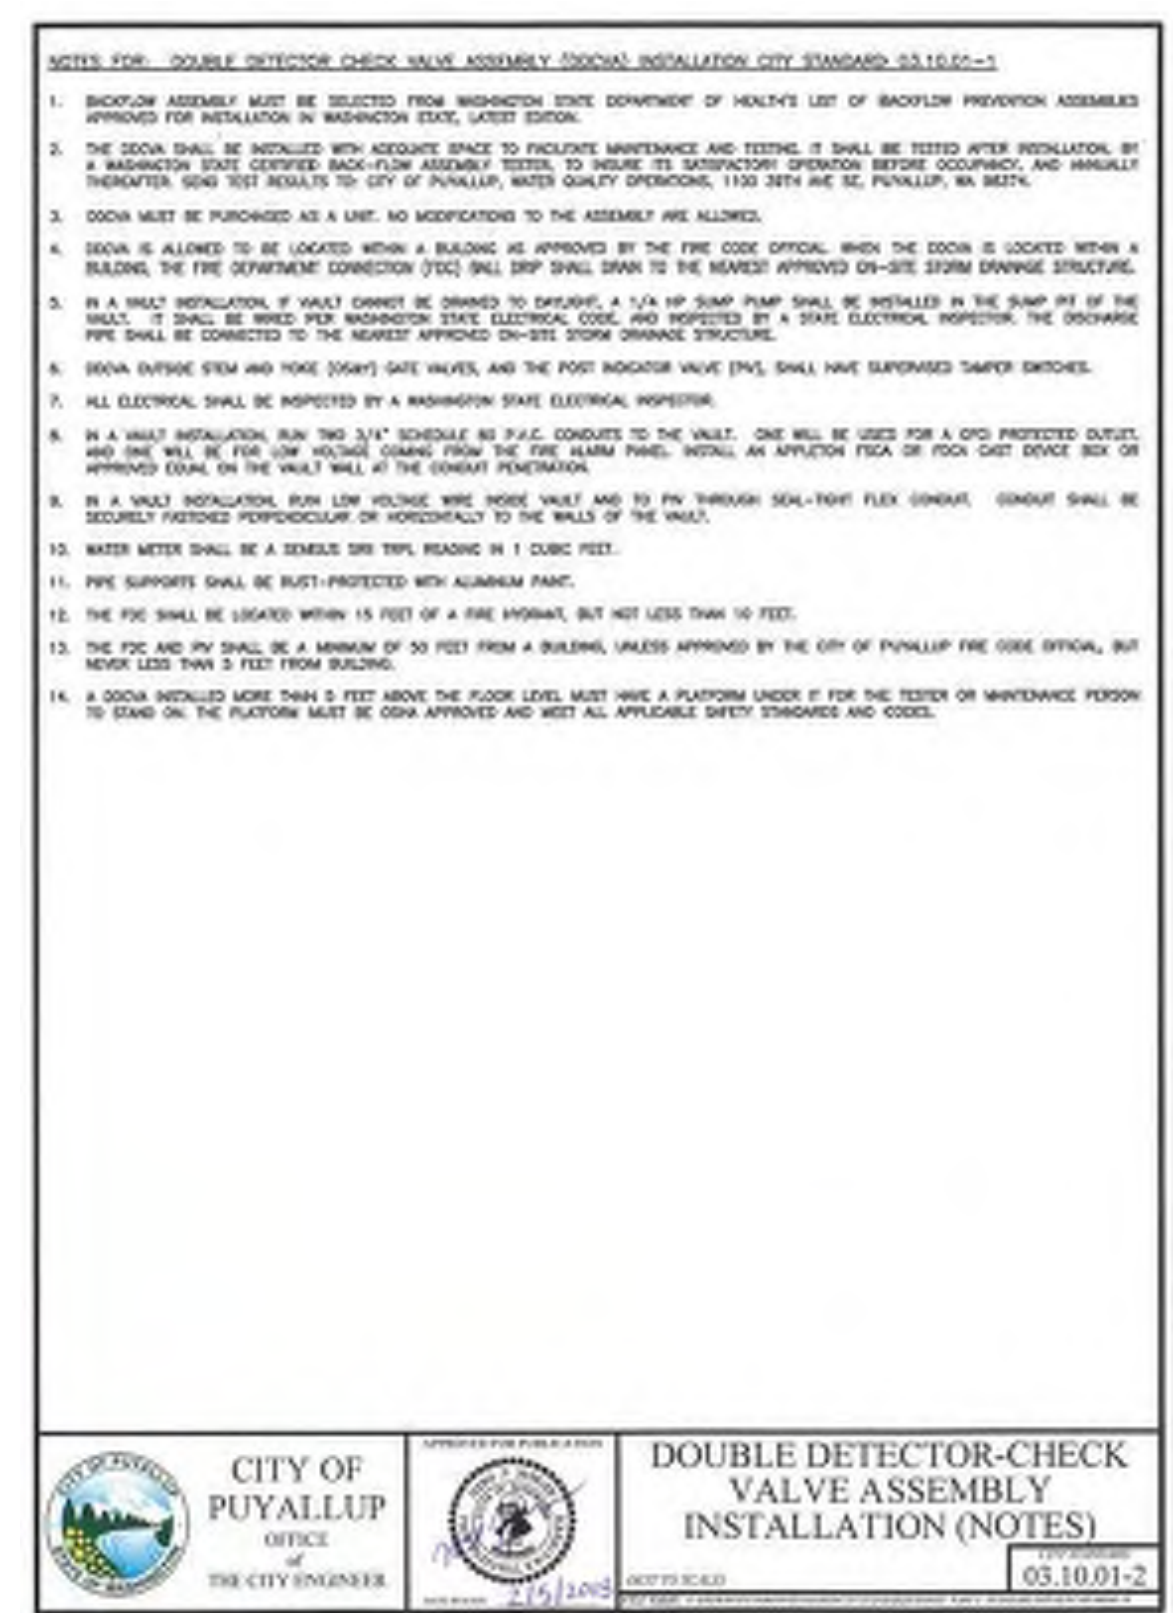 NOTES FOR: DOUBLE DETECTOR CHECK VALVE ASSEMBLY (DDCVA) INSTALLATION CITY STANDARD 03.10.01-1
1. BACKFLOW ASSEMBLY MUST BE SELECTED FROM WASHINGTON STATE DEPARTMENT OF HEALTH'S LIST OF BACKFLOW PREVENTION ASSEMBLIES
APPROVED FOR INSTALLATION IN WASHINGTON STATE, LATEST EDITION.
2. THE DDCVA SHALL BE INSTALLED WITH ADEQUATE SPACE TO FACILITATE MAINTENANCE AND TESTING. IT SHALL BE TESTED AFTER INSTALLATION, BY
A WASHINGTON STATE CERTIFIED BACK-FLOW ASSEMBLY TESTER, TO INSURE ITS SATISFACTORY OPERATION BEFORE OCCUPANCY, AND ANNUALLY
THEREAFTER. SEND TEST RESULTS TO: CITY OF PUYALLUP, WATER QUALITY OPERATIONS, 1100 39TH AVE SE, PUYALLUP, WA 98374.
3. DDCVA MUST BE PURCHASED AS A UNIT. NO MODIFICATIONS TO THE ASSEMBLY ARE ALLOWED.
4. DDCVA IS ALLOWED TO BE LOCATED WITHIN A BUILDING AS APPROVED BY THE FIRE CODE OFFICIAL. WHEN THE DDCVA IS LOCATED WITHIN A
BUILDING, THE FIRE DEPARTMENT CONNECTION (FDC) BALL DRIP SHALL DRAIN TO THE NEAREST APPROVED ON-SITE STORM DRAINAGE STRUCTURE.
5. IN A VAULT INSTALLATION, IF VAULT CANNOT BE DRAINED TO DAYLIGHT, A 1/4 HP SUMP PUMP SHALL BE INSTALLED IN THE SUMP PIT OF THE
VAULT. IT SHALL BE WIRED PER WASHINGTON STATE ELECTRICAL CODE, AND INSPECTED BY A STATE ELECTRICAL INSPECTOR. THE DISCHARGE
PIPE SHALL BE CONNECTED TO THE NEAREST APPROVED ON-SITE STORM DRAINAGE STRUCTURE.
6. DDCVA OUTSIDE STEM AND YOKE (OS&Y) GATE VALVES, AND THE POST INDICATOR VALVE (PIV), SHALL HAVE SUPERVISED TAMPER SWITCHES.
7. ALL ELECTRICAL SHALL BE INSPECTED BY A WASHINGTON STATE ELECTRICAL INSPECTOR.
8. IN A VAULT INSTALLATION, RUN TWO 3/4" SCHEDULE 80 P.V.C. CONDUITS TO THE VAULT. ONE WILL BE USED FOR A GFCI PROTECTED OUTLET,
AND ONE WILL BE FOR LOW VOLTAGE COMING FROM THE FIRE ALARM PANEL. INSTALL AN APPLETON FSCA OR FDCA CAST DEVICE BOX OR
APPROVED EQUAL ON THE VAULT WALL AT THE CONDUIT PENETRATION.
9. IN A VAULT INSTALLATION, RUN LOW VOLTAGE WIRE INSIDE VAULT AND TO PIV THROUGH SEAL-TIGHT FLEX CONDUIT. CONDUIT SHALL BE
SECURELY FASTENED PERPENDICULAR OR HORIZONTALLY TO THE WALLS OF THE VAULT.
10. WATER METER SHALL BE A SENSUS SRII TRPL READING IN 1 CUBIC FEET.
11. PIPE SUPPORTS SHALL BE RUST-PROTECTED WITH ALUMINUM PAINT.
12. THE FDC SHALL BE LOCATED WITHIN 15 FEET OF A FIRE HYDRANT, BUT NOT LESS THAN 10 FEET.
13. THE FDC AND PIV SHALL BE A MINIMUM OF 50 FEET FROM A BUILDING, UNLESS APPROVED BY THE CITY OF PUYALLUP FIRE CODE OFFICIAL, BUT
NEVER LESS THAN 5 FEET FROM BUILDING.
14. A DDCVA INSTALLED MORE THAN 5 FEET ABOVE THE FLOOR LEVEL MUST HAVE A PLATFORM UNDER IT FOR THE TESTER OR MAINTENANCE PERSON
TO STAND ON. THE PLATFORM MUST BE OSHA APPROVED AND MEET ALL APPLICABLE SAFETY STANDARDS AND CODES.
CITY OF PUYALLUP
STATE OF WASHINGTON
CITY OF
PUYALLUP
OFFICE
of
THE CITY ENGINEER
APPROVED FOR PUBLICATION
2/5/2003
DOUBLE DETECTOR-CHECK
VALVE ASSEMBLY
INSTALLATION (NOTES)
NOT TO SCALE
CITY STANDARD
03.10.01-2